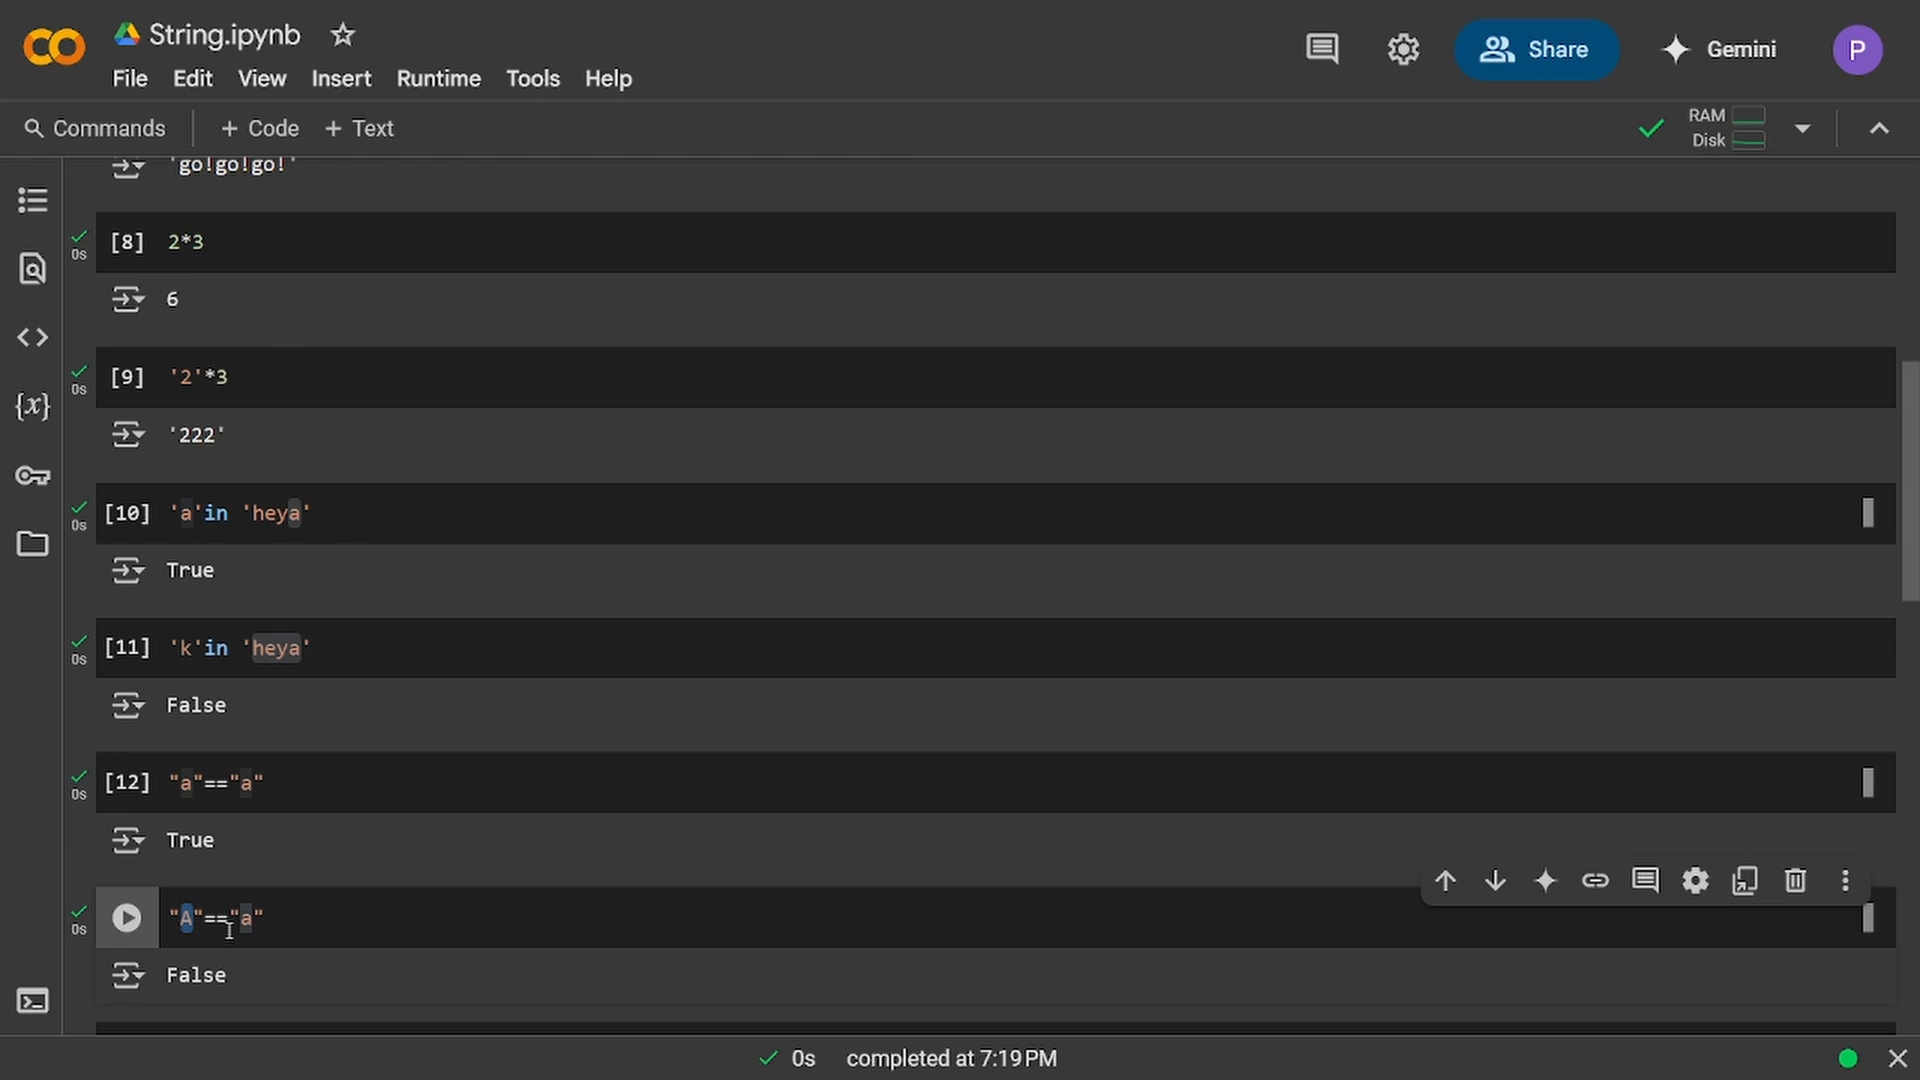 String.ipynb
File Edit View Insert Runtime Tools Help
Share
Gemini
P
Commands + Code + Text
RAM
Disk
'go!go!go!'
0s [8] 2*3
6
0s [9] '2'*3
'222'
0s [10] 'a'in 'heya'
True
0s [11] 'k'in 'heya'
False
0s [12] "a"=="a"
True
0s "A"=="a"
False
0s completed at 7:19 PM